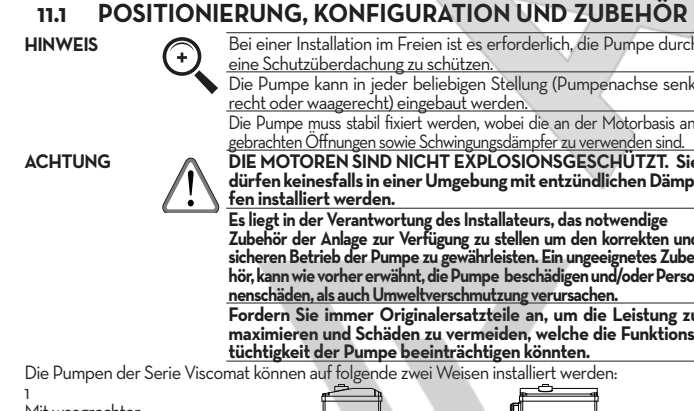 11.1 POSITIONIERUNG, KONFIGURATION UND ZUBEHÖR
HINWEIS
Bei einer Installation im Freien ist es erforderlich, die Pumpe durch
eine Schutzüberdachung zu schützen.
Die Pumpe kann in jeder beliebigen Stellung (Pumpenachse senk
recht oder waagerecht) eingebaut werden.
Die Pumpe muss stabil fixiert werden, wobei die an der Motorbasis an
gebrachten Öffnungen sowie Schwingungsdämpfer zu verwenden sind.
ACHTUNG
DIE MOTOREN SIND NICHT EXPLOSIONSGESCHÜTZT. Sie
dürfen keinesfalls in einer Umgebung mit entzündlichen Dämp
fen installiert werden.
Es liegt in der Verantwortung des Installateurs, das notwendige
Zubehör der Anlage zur Verfügung zu stellen um den korrekten und
sicheren Betrieb der Pumpe zu gewährleisten. Ein ungeeignetes Zube
hör, kann wie vorher erwähnt, die Pumpe beschädigen und/oder Perso
nenschäden, als auch Umweltverschmutzung verursachen.
Fordern Sie immer Originalersatzteile an, um die Leistung zu
maximieren und Schäden zu vermeiden, welche die Funktions
tüchtigkeit der Pumpe beeinträchtigen könnten.
Die Pumpen der Serie Viscomat können auf folgende zwei Weisen installiert werden:
1